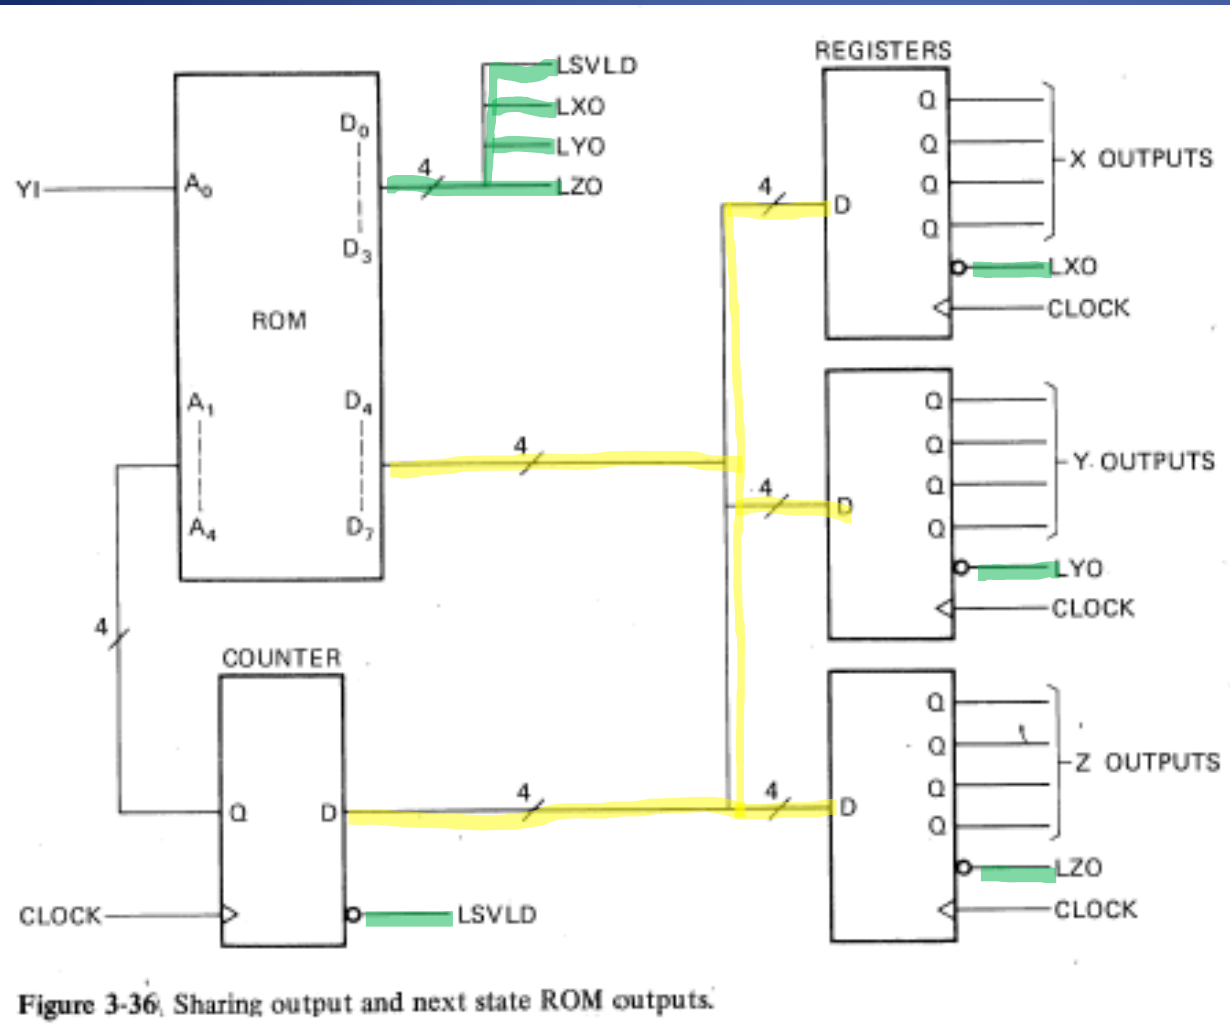 REGISTERS
LSVLD
LXO
LYO
LZO
4
YI
A0
D0
D3
ROM
A1
A4
D4
D7
4
4
COUNTER
Q
D
4
CLOCK
LSVLD
4
D
Q
Q
Q
Q
X OUTPUTS
LXO
CLOCK
4
D
Q
Q
Q
Q
Y OUTPUTS
LYO
CLOCK
4
D
Q
Q
Q
Q
Z OUTPUTS
LZO
CLOCK
Figure 3-36 Sharing output and next state ROM outputs.